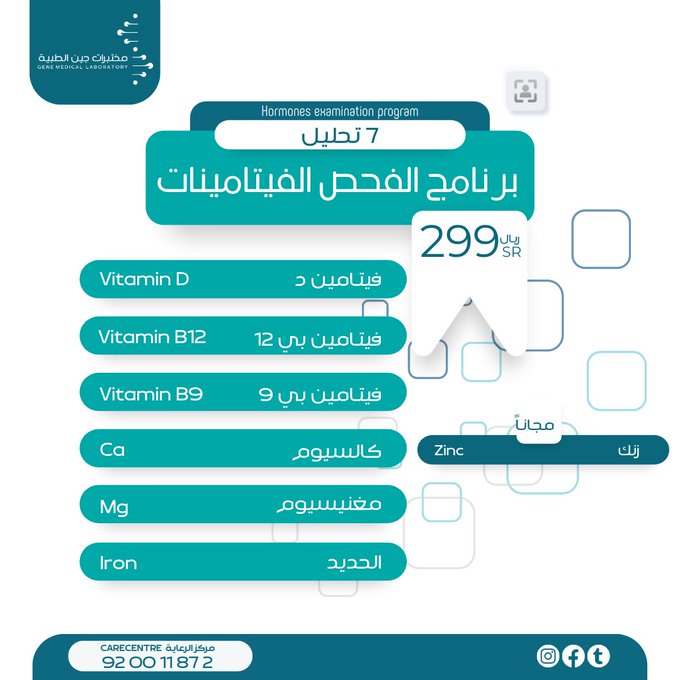 مختبرات جين الطبية
GENE MEDICAL LABORATORY
Hormones examination program
7 تحليل
برنامج الفحص الفيتامينات
299 ريال SR
Vitamin D فيتامين د
Vitamin B12 فيتامين بي 12
Vitamin B9 فيتامين بي 9
Ca كالسيوم
مجاناً
Zinc زنك
Mg مغنيسيوم
Iron الحديد
CARECENTRE مركز الرعاية
92 00 11 87 2